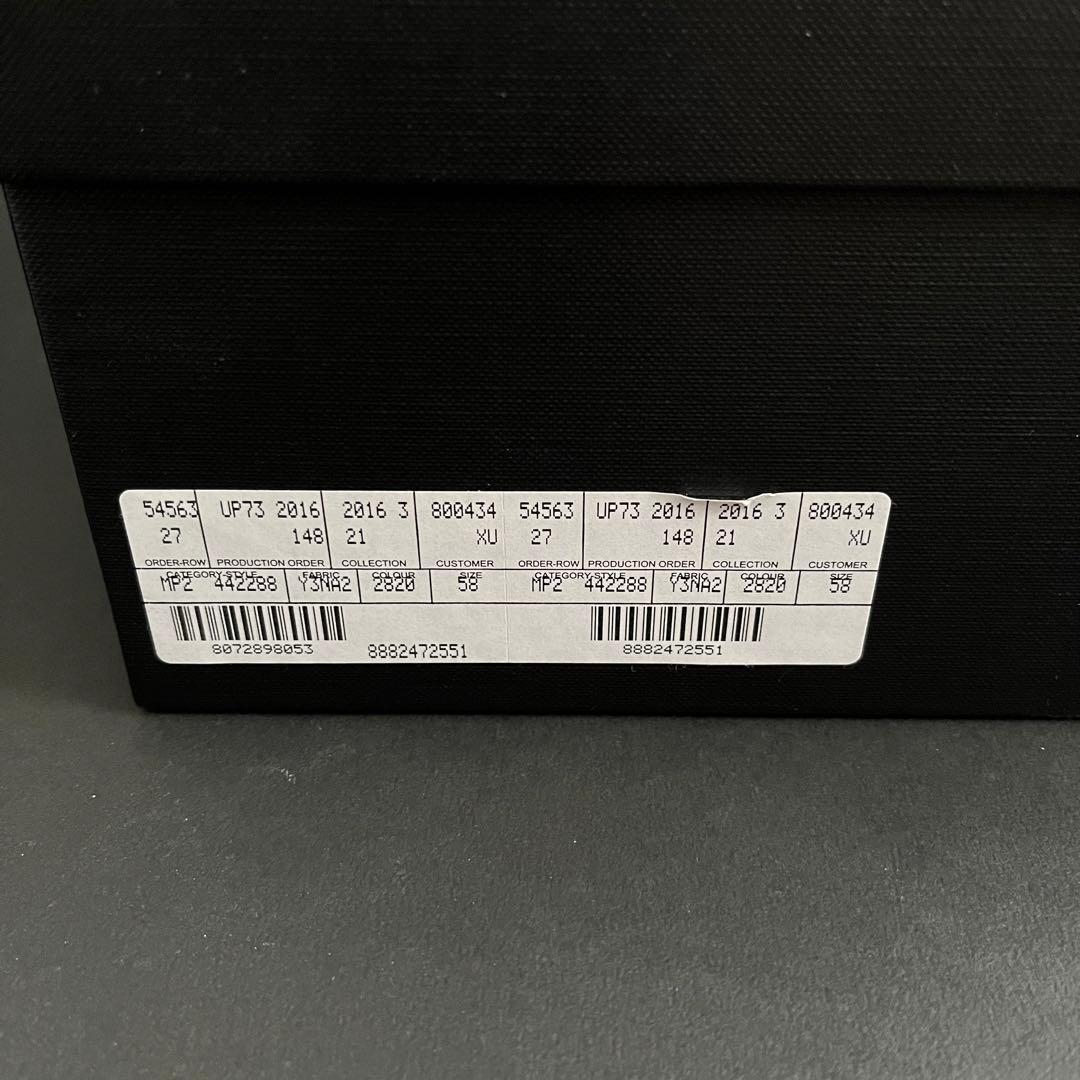 54563 UP73 2016 2016 3 800434 54563 UP73 2016 2016 3 800434
27 148 21 XU 27 148 21 XU
ORDER-ROW PRODUCTION ORDER COLLECTION CUSTOMER ORDER-ROW PRODUCTION ORDER COLLECTION CUSTOMER
CATEGORY-STYLE FABRIC COLOUR SIZE CATEGORY-STYLE FABRIC COLOUR SIZE
MP2 442288 Y3NA2 2820 58 MP2 442288 Y3NA2 2820 58
8072898053 8882472551 8882472551